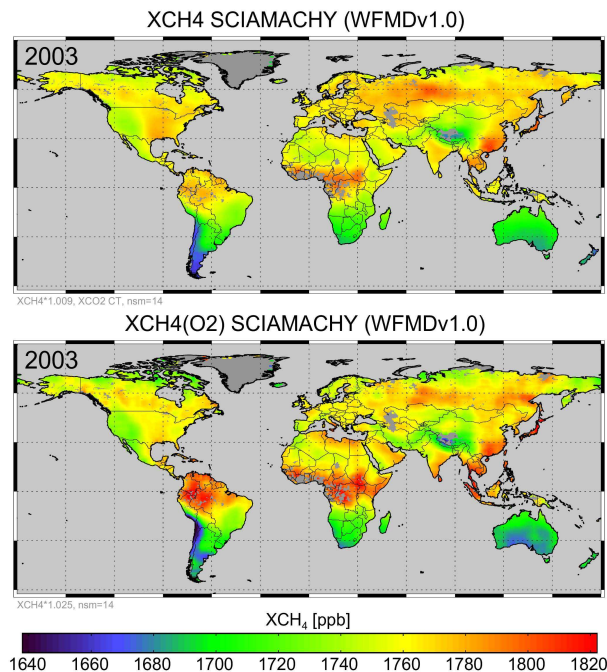 XCH4 SCIAMACHY (WFMDv1.0)
2003
XCH4*1.009, XCO2 CT, nsm=14
XCH4(O2) SCIAMACHY (WFMDv1.0)
2003
XCH4*1.025, nsm=14
XCH₄ [ppb]
1640 1660 1680 1700 1720 1740 1760 1780 1800 1820